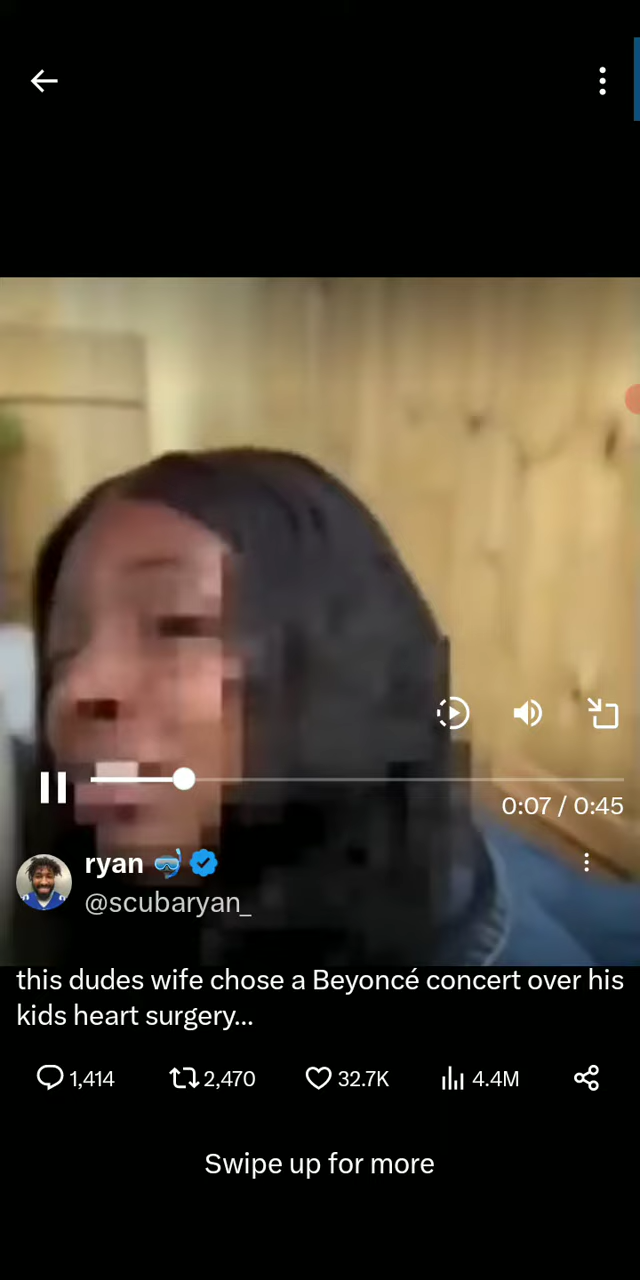 0:07 / 0:45
ryan 🤿
@scubaryan_
this dudes wife chose a Beyoncé concert over his
kids heart surgery...
1,414 2,470 32.7K 4.4M
Swipe up for more